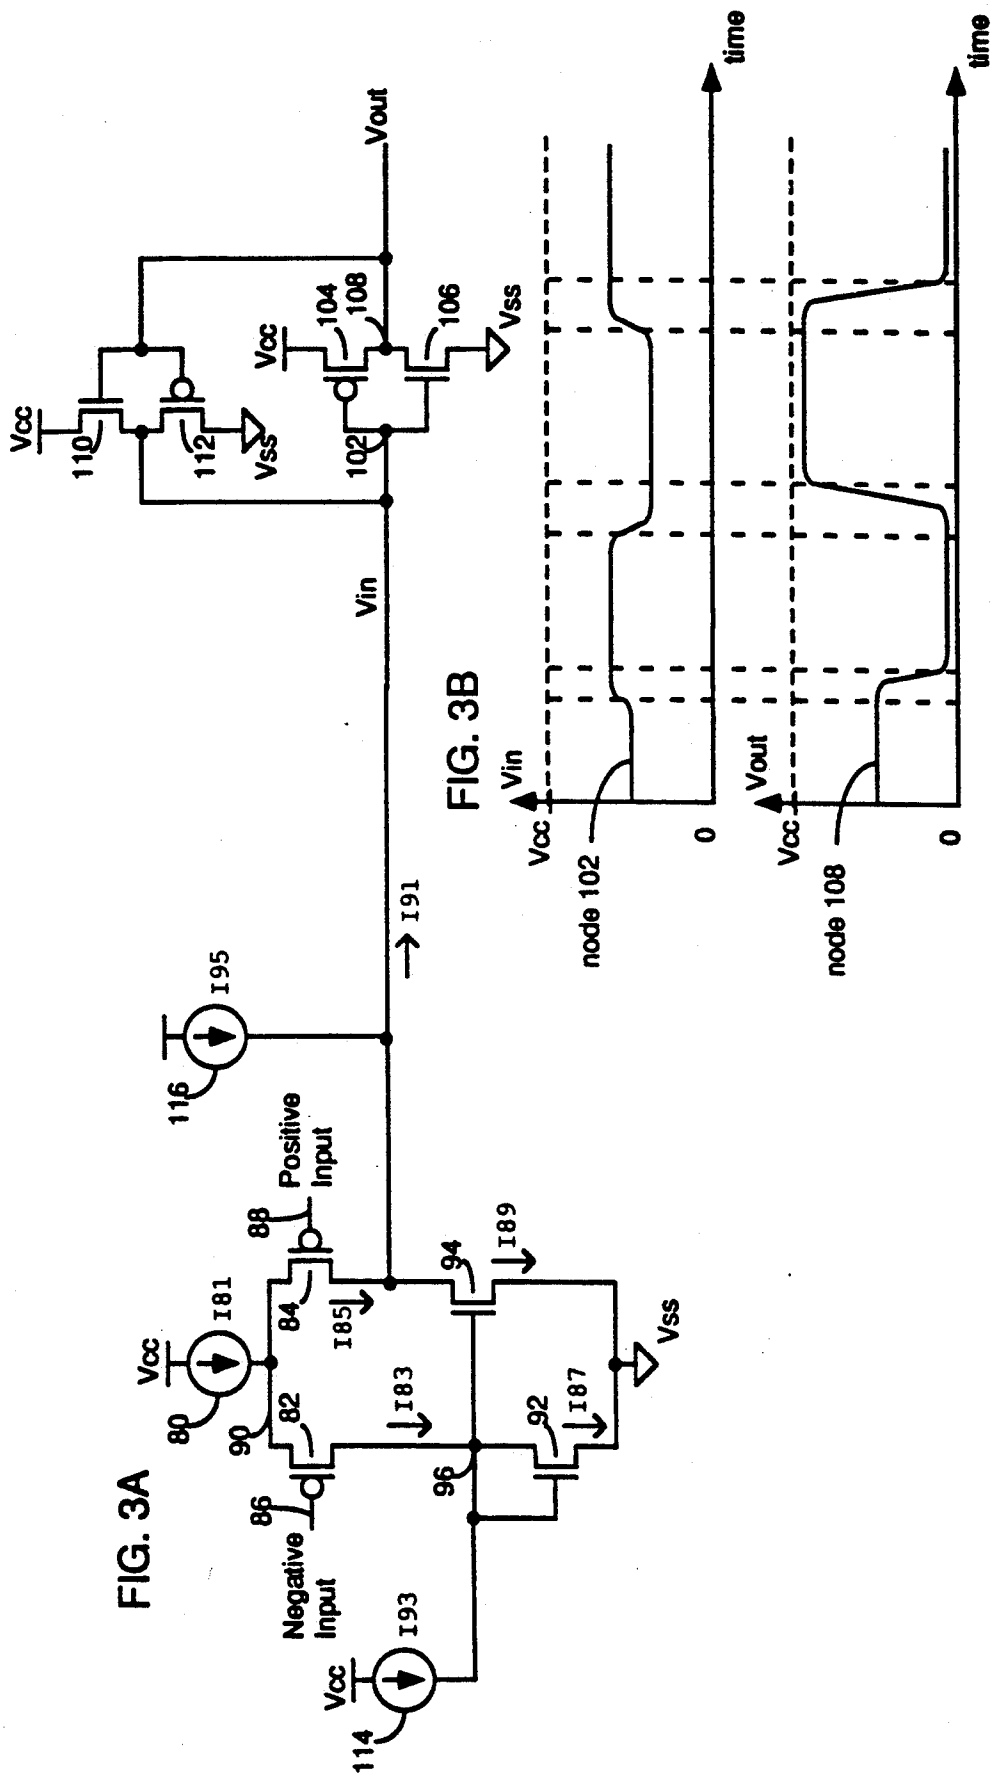 FIG. 3A
Vcc
I81
80
90
82
84
86
88
Negative
Input
Positive
Input
I83
I85
96
92
94
I87
I89
Vss
Vcc
I93
114
116
I95
I91
Vin
Vcc
110
112
Vss
Vcc
104
108
102
106
Vss
Vout
FIG. 3B
Vin
Vcc
node 102
0
time
Vout
Vcc
node 108
0
time